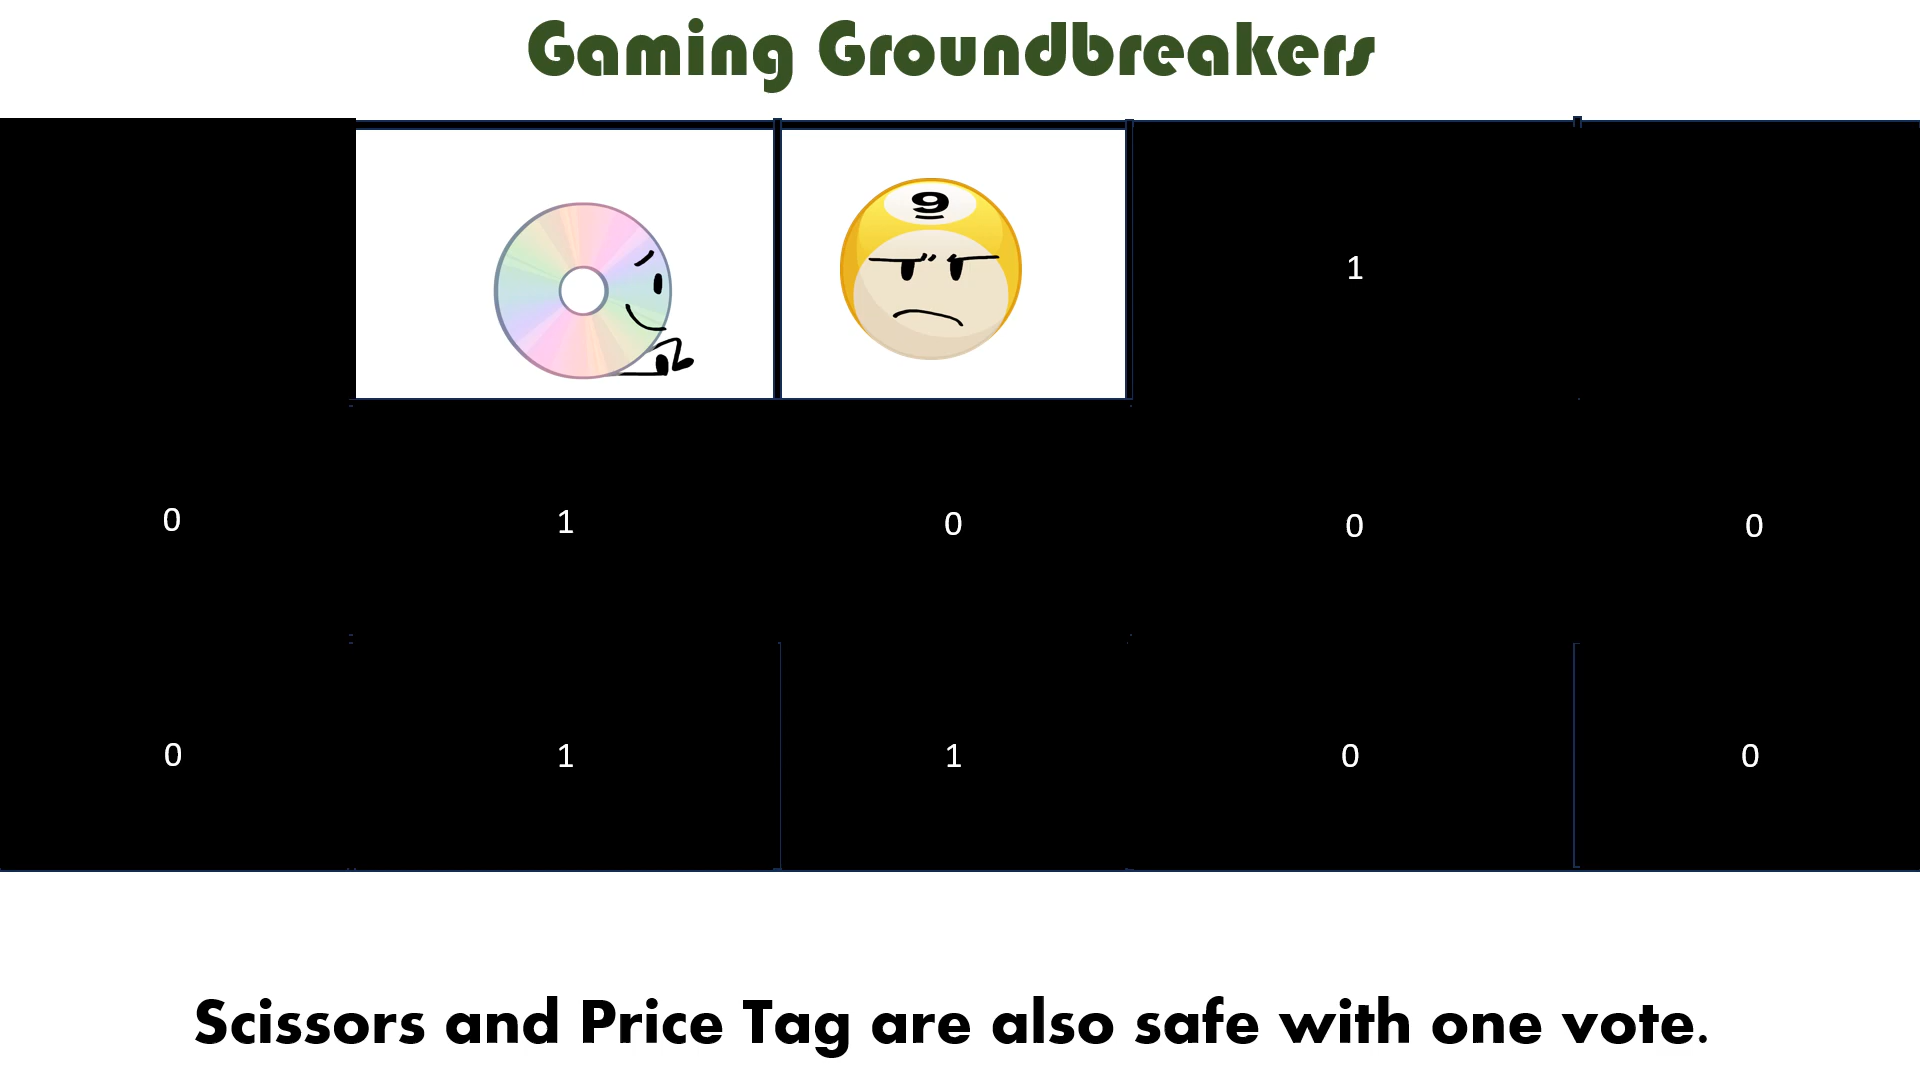 Gaming Groundbreakers
9
1
0 1 0 0 0
0 1 1 0 0
Scissors and Price Tag are also safe with one vote.